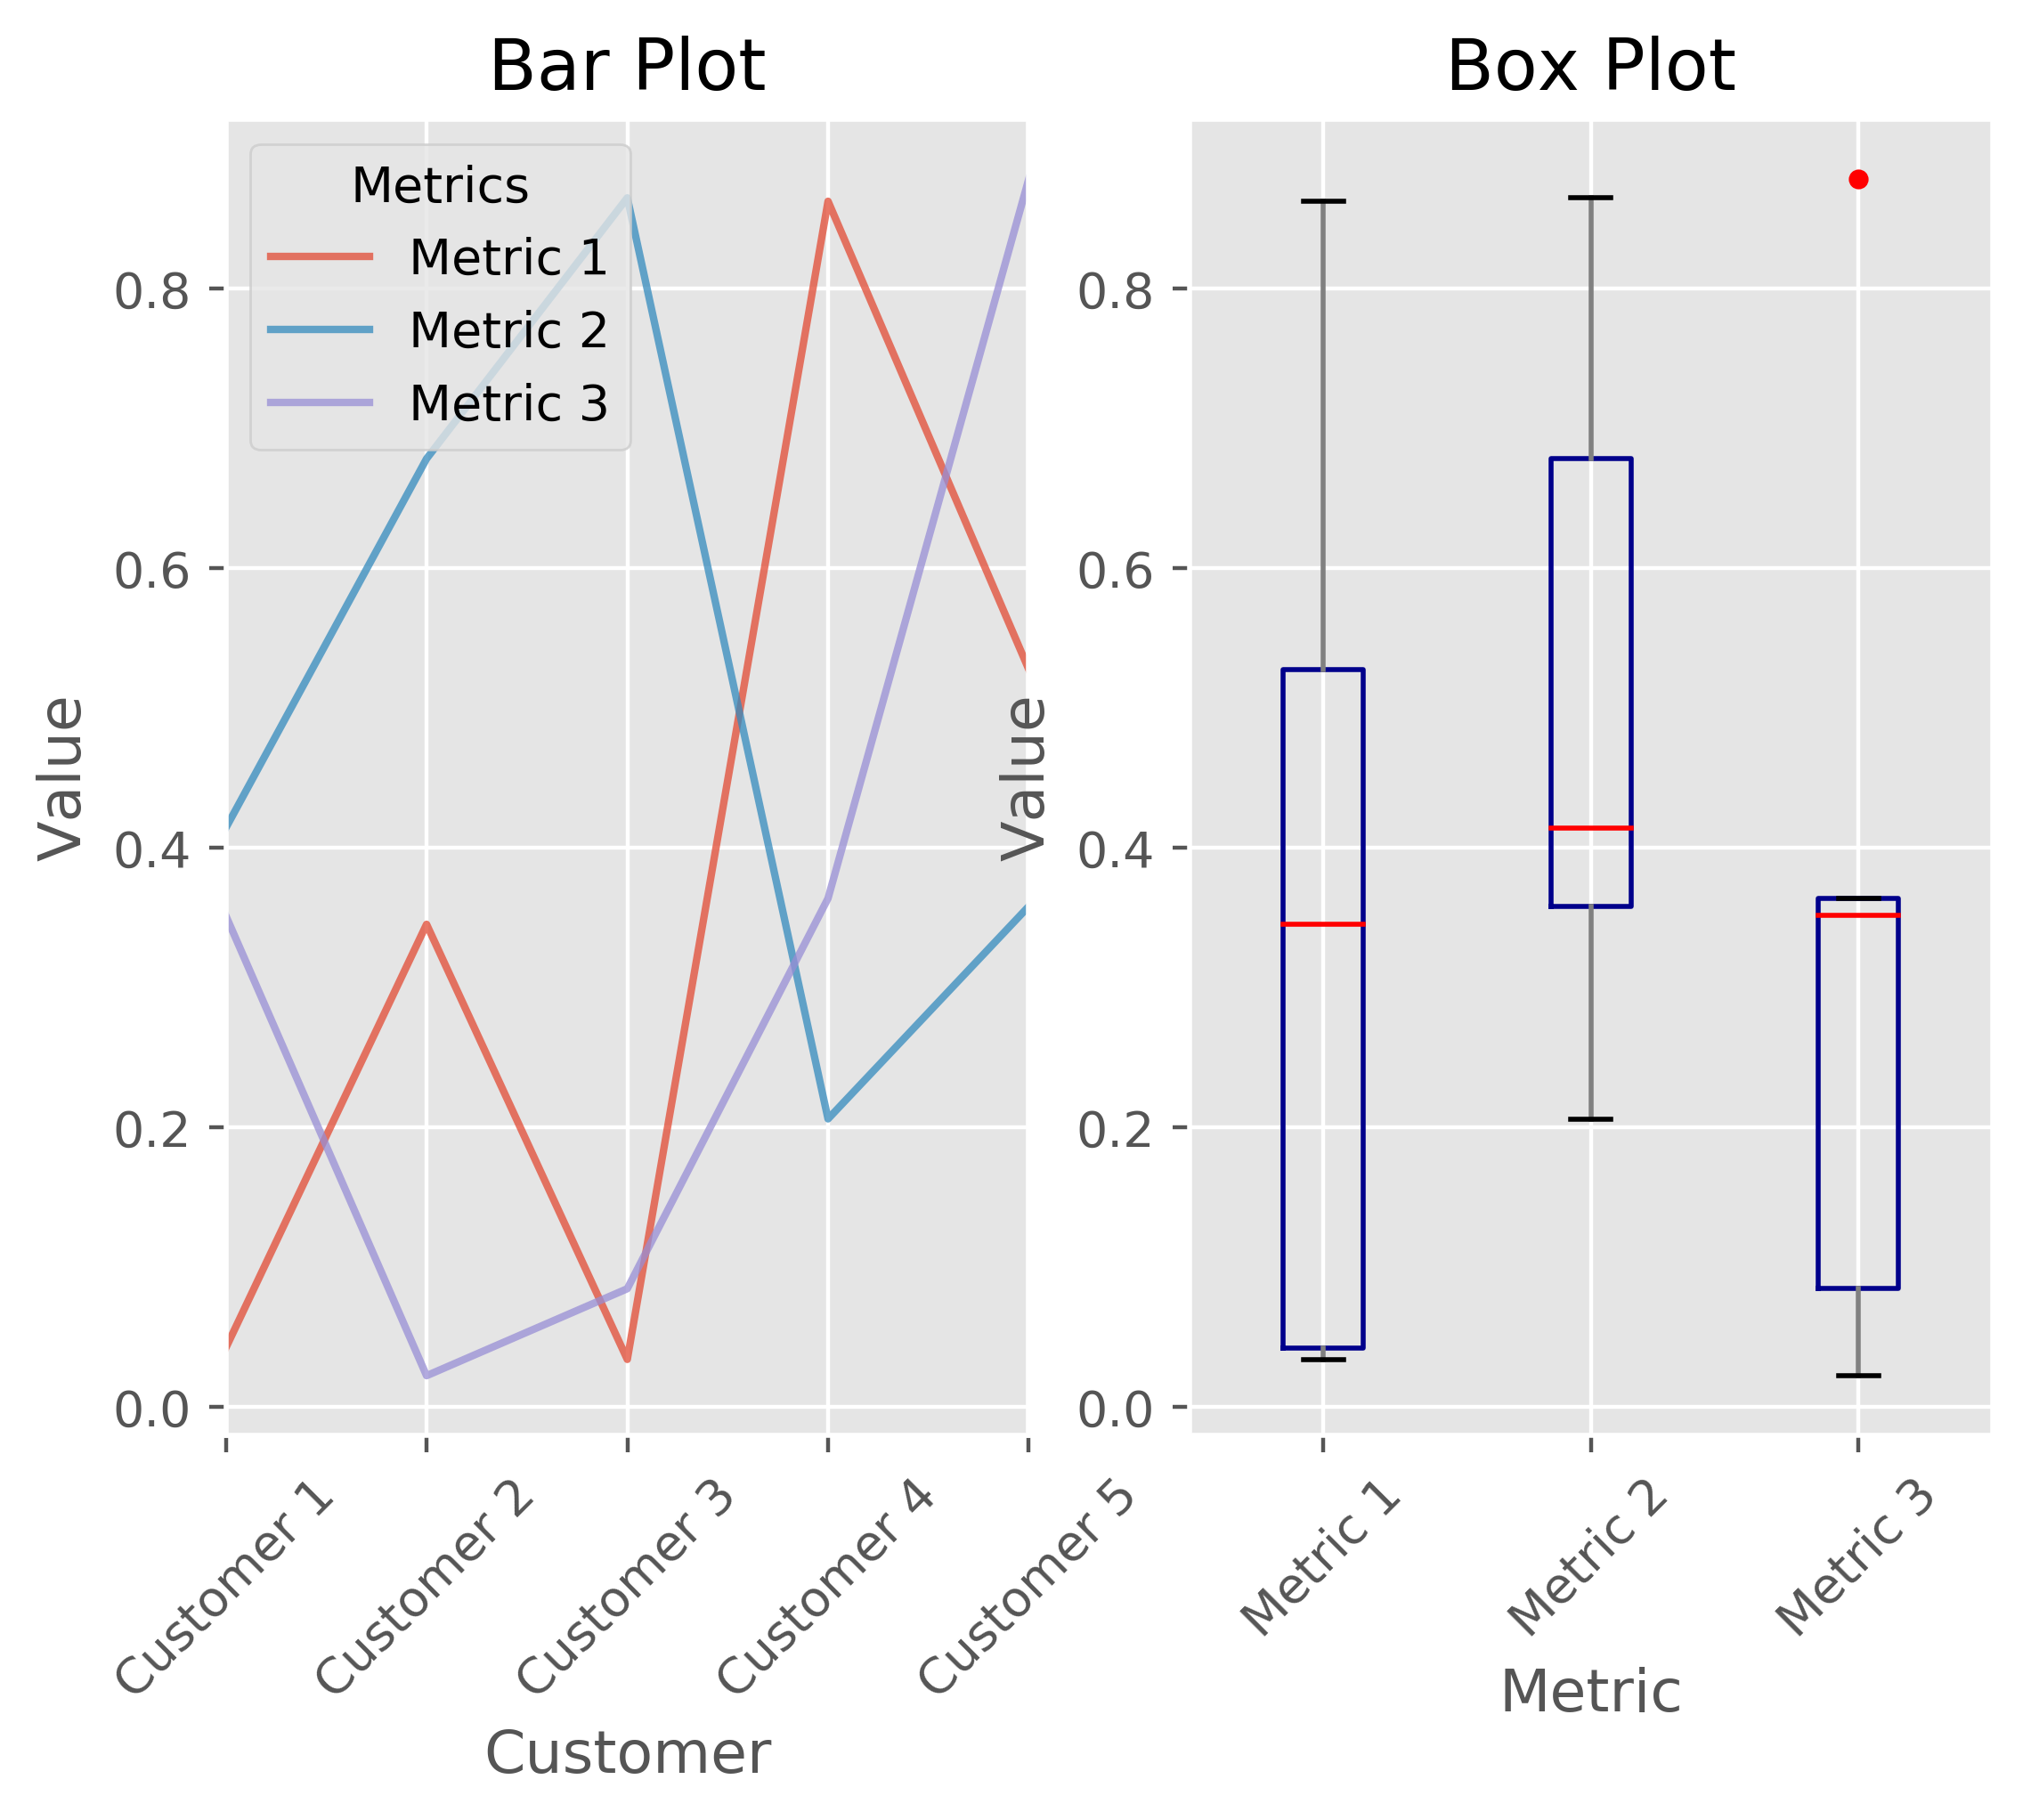 Bar Plot
Metrics
Metric 1
Metric 2
Metric 3
Value
0.8
0.6
0.4
0.2
0.0
Customer 1
Customer 2
Customer 3
Customer 4
Customer 5
Customer
Box Plot
Value
0.8
0.6
0.4
0.2
0.0
Metric 1
Metric 2
Metric 3
Metric